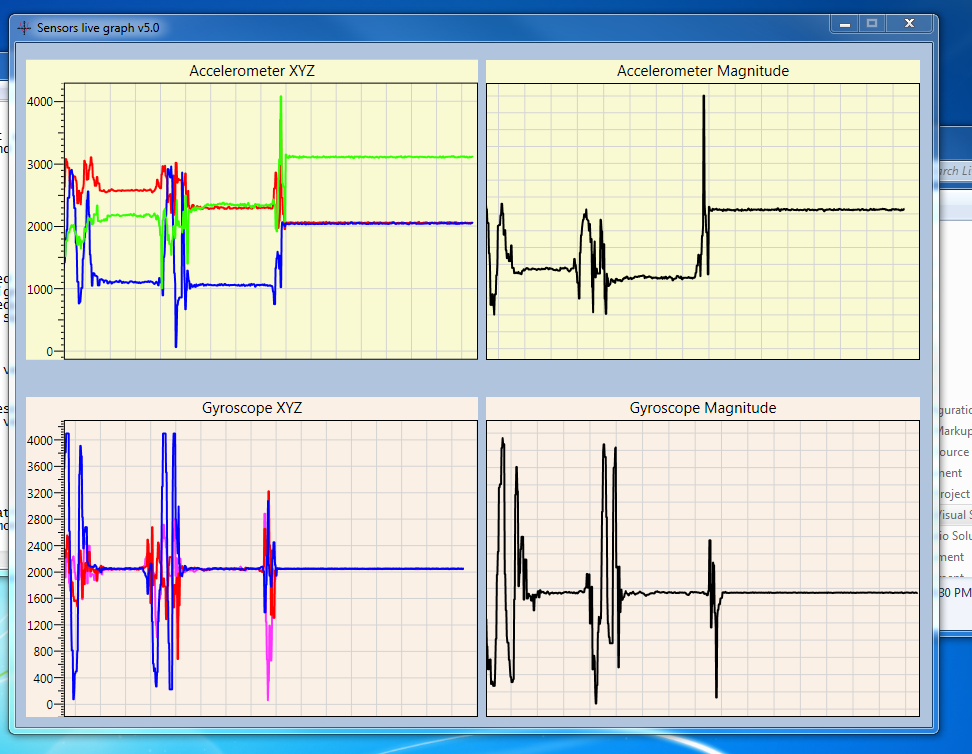 Sensors live graph v5.0
Accelerometer XYZ
4000
3000
2000
1000
0
Accelerometer Magnitude
Gyroscope XYZ
4000
3600
3200
2800
2400
2000
1600
1200
800
400
0
Gyroscope Magnitude
arch Li
guratio
Markup
ource
ment
roject
Visual S
io Solu
ment
30 PM